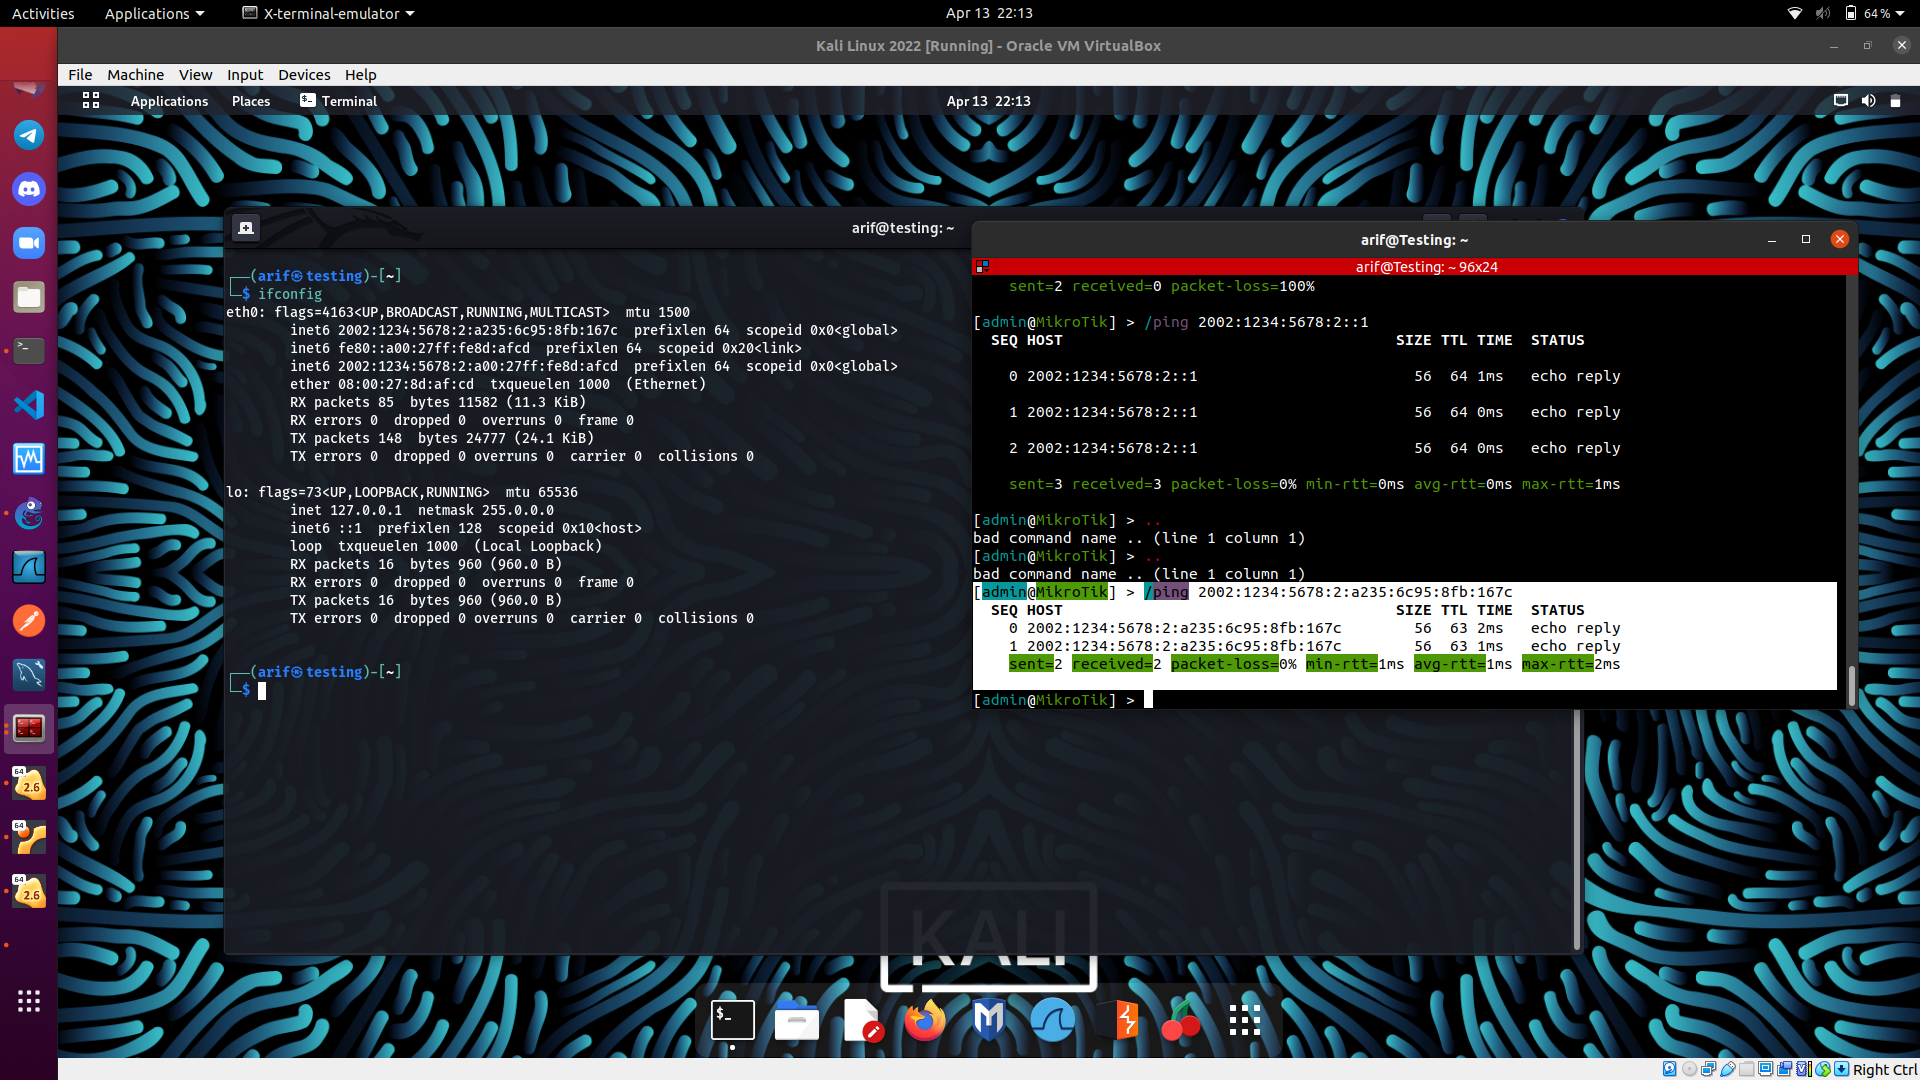 Activities Applications X-terminal-emulator Apr 13 22:13 64 %
Kali Linux 2022 [Running] - Oracle VM VirtualBox
File Machine View Input Devices Help
Applications Places Terminal Apr 13 22:13
arif@testing: ~
┌──(arif㉿testing)-[~]
└─$ ifconfig
eth0: flags=4163<UP,BROADCAST,RUNNING,MULTICAST>  mtu 1500
inet6 2002:1234:5678:2:a235:6c95:8fb:167c  prefixlen 64  scopeid 0x0<global>
inet6 fe80::a00:27ff:fe8d:afcd  prefixlen 64  scopeid 0x20<link>
inet6 2002:1234:5678:2:a00:27ff:fe8d:afcd  prefixlen 64  scopeid 0x0<global>
ether 08:00:27:8d:af:cd  txqueuelen 1000  (Ethernet)
RX packets 85  bytes 11582 (11.3 KiB)
RX errors 0  dropped 0  overruns 0  frame 0
TX packets 148  bytes 24777 (24.1 KiB)
TX errors 0  dropped 0 overruns 0  carrier 0  collisions 0
lo: flags=73<UP,LOOPBACK,RUNNING>  mtu 65536
inet 127.0.0.1  netmask 255.0.0.0
inet6 ::1  prefixlen 128  scopeid 0x10<host>
loop  txqueuelen 1000  (Local Loopback)
RX packets 16  bytes 960 (960.0 B)
RX errors 0  dropped 0  overruns 0  frame 0
TX packets 16  bytes 960 (960.0 B)
TX errors 0  dropped 0 overruns 0  carrier 0  collisions 0
┌──(arif㉿testing)-[~]
└─$
arif@Testing: ~
arif@Testing: ~ 96x24
sent=2 received=0 packet-loss=100%
[admin@MikroTik] > /ping 2002:1234:5678:2::1
SEQ HOST SIZE TTL TIME STATUS
0 2002:1234:5678:2::1 56 64 1ms echo reply
1 2002:1234:5678:2::1 56 64 0ms echo reply
2 2002:1234:5678:2::1 56 64 0ms echo reply
sent=3 received=3 packet-loss=0% min-rtt=0ms avg-rtt=0ms max-rtt=1ms
[admin@MikroTik] > ..
bad command name .. (line 1 column 1)
[admin@MikroTik] > ..
bad command name .. (line 1 column 1)
[admin@MikroTik] > /ping 2002:1234:5678:2:a235:6c95:8fb:167c
SEQ HOST SIZE TTL TIME STATUS
0 2002:1234:5678:2:a235:6c95:8fb:167c 56 63 2ms echo reply
1 2002:1234:5678:2:a235:6c95:8fb:167c 56 63 1ms echo reply
sent=2 received=2 packet-loss=0% min-rtt=1ms avg-rtt=1ms max-rtt=2ms
[admin@MikroTik] >
64
2.6
64
64
2.6
KALI
$_
Right Ctrl